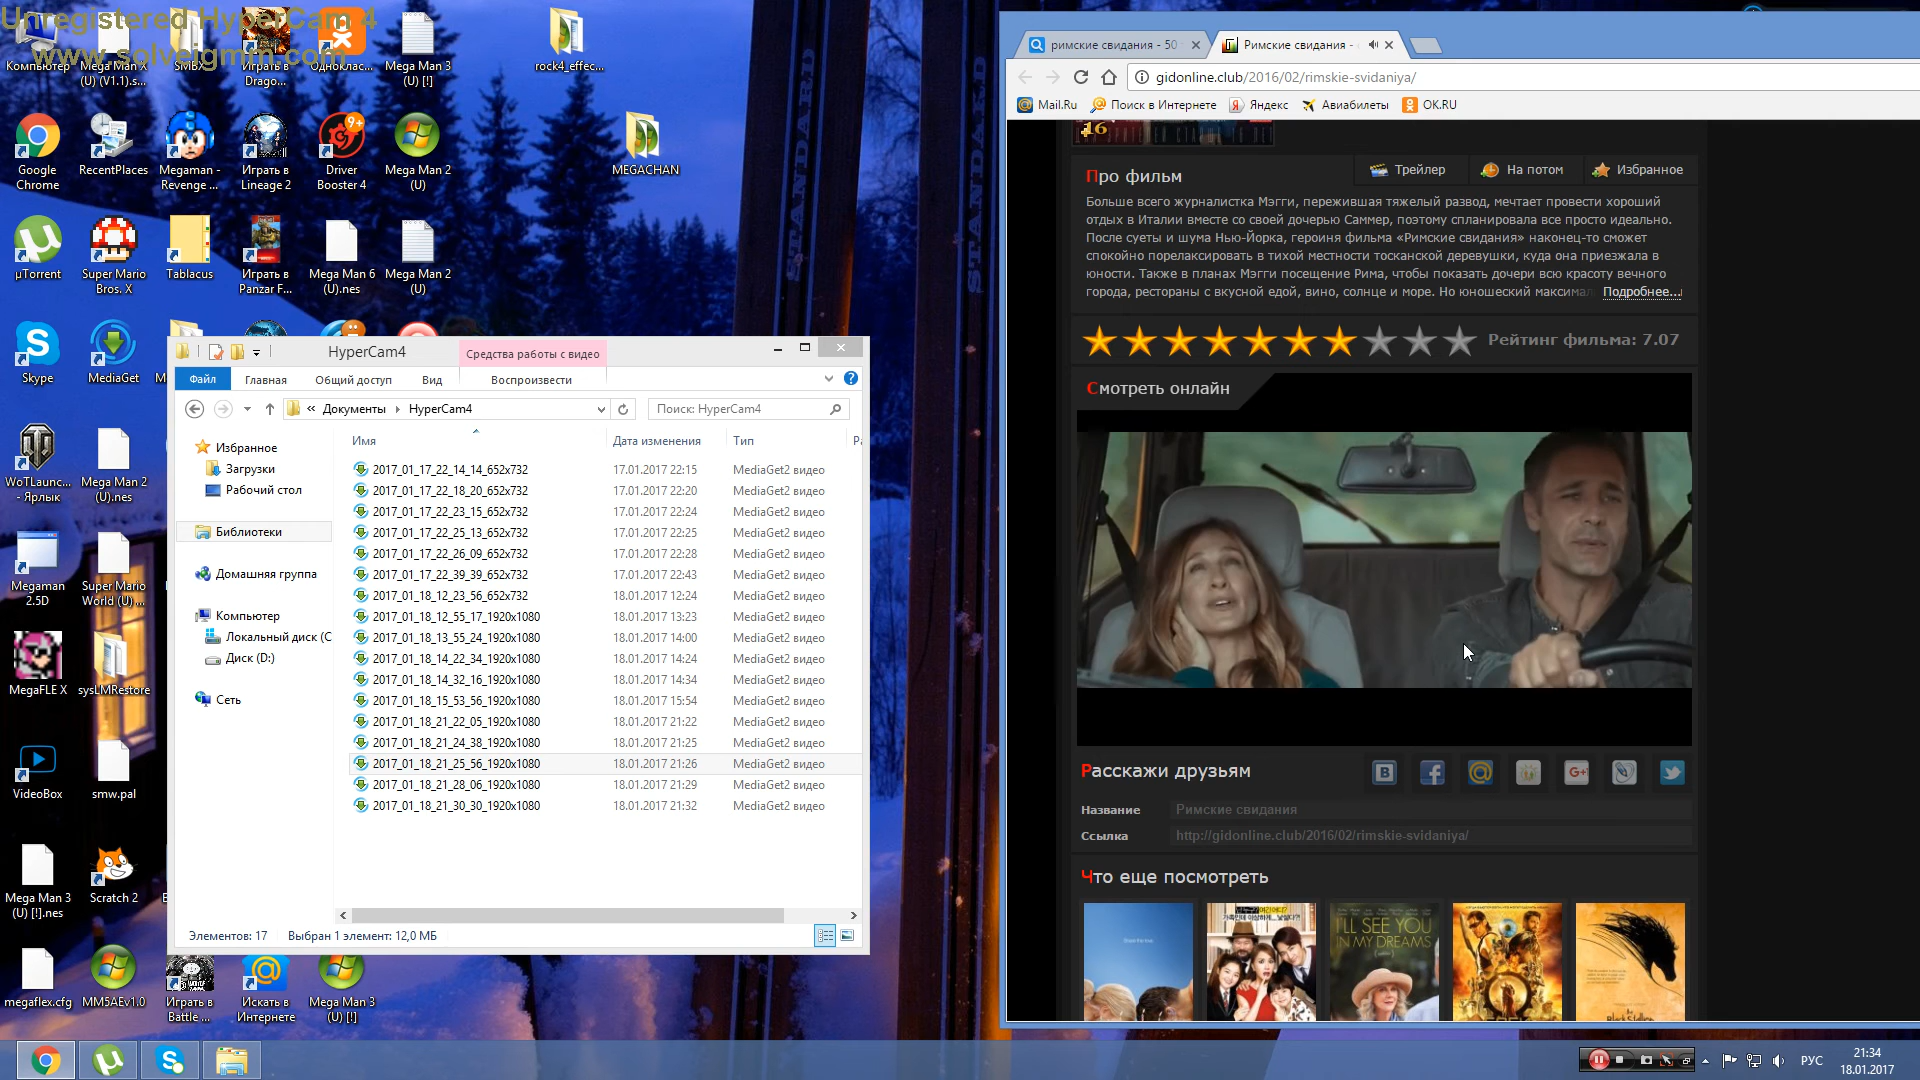 Unregistered HyperCam 4
www.solveigmm.com
Компьютер
Mega Man X
(U) (V1.1).s...
SMBX
Играть в
Drago...
Однокласс...
Mega Man 3
(U) [!]
rock4_effec...
Google
Chrome
RecentPlaces
Megaman -
Revenge ...
Играть в
Lineage 2
9+
Driver
Booster 4
Mega Man 2
(U)
MEGACHAN
µTorrent
Super Mario
Bros. X
Tablacus
Играть в
Panzar F...
Mega Man 6
(U).nes
Mega Man 2
(U)
Skype
MediaGet
WoTLaunc...
- Ярлык
Mega Man 2
(U).nes
Megaman
2.5D
Super Mario
World (U) ...
MegaFLE X
sysLMRestore
VideoBox
smw.pal
Mega Man 3
(U) [!].nes
Scratch 2
megaflex.cfg
MM5AEv1.0
Играть в
Battle ...
Искать в
Интернете
Mega Man 3
(U) [!]
STANDARD
STANDARD
HyperCam4
Средства работы с видео
Файл
Главная
Общий доступ
Вид
Воспроизвести
« Документы
HyperCam4
Поиск: HyperCam4
Имя
Дата изменения
Тип
Ра
Избранное
Загрузки
Рабочий стол
Библиотеки
Домашняя группа
Компьютер
Локальный диск (C
Диск (D:)
Сеть
2017_01_17_22_14_14_652x732 17.01.2017 22:15 MediaGet2 видео
2017_01_17_22_18_20_652x732 17.01.2017 22:20 MediaGet2 видео
2017_01_17_22_23_15_652x732 17.01.2017 22:24 MediaGet2 видео
2017_01_17_22_25_13_652x732 17.01.2017 22:25 MediaGet2 видео
2017_01_17_22_26_09_652x732 17.01.2017 22:28 MediaGet2 видео
2017_01_17_22_39_39_652x732 17.01.2017 22:43 MediaGet2 видео
2017_01_18_12_23_56_652x732 18.01.2017 12:24 MediaGet2 видео
2017_01_18_12_55_17_1920x1080 18.01.2017 13:23 MediaGet2 видео
2017_01_18_13_55_24_1920x1080 18.01.2017 14:00 MediaGet2 видео
2017_01_18_14_22_34_1920x1080 18.01.2017 14:24 MediaGet2 видео
2017_01_18_14_32_16_1920x1080 18.01.2017 14:34 MediaGet2 видео
2017_01_18_15_53_56_1920x1080 18.01.2017 15:54 MediaGet2 видео
2017_01_18_21_22_05_1920x1080 18.01.2017 21:22 MediaGet2 видео
2017_01_18_21_24_38_1920x1080 18.01.2017 21:25 MediaGet2 видео
2017_01_18_21_25_56_1920x1080 18.01.2017 21:26 MediaGet2 видео
2017_01_18_21_28_06_1920x1080 18.01.2017 21:29 MediaGet2 видео
2017_01_18_21_30_30_1920x1080 18.01.2017 21:32 MediaGet2 видео
Элементов: 17
Выбран 1 элемент: 12,0 МБ
римские свидания - 50
Римские свидания -
gidonline.club/2016/02/rimskie-svidaniya/
Mail.Ru
Поиск в Интернете
Яндекс
Авиабилеты
OK.RU
+16
Про фильм
Трейлер
На потом
Избранное
Больше всего журналистка Мэгги, пережившая тяжелый развод, мечтает провести хороший
отдых в Италии вместе со своей дочерью Саммер, поэтому спланировала все просто идеально.
После суеты и шума Нью-Йорка, героиня фильма «Римские свидания» наконец-то сможет
спокойно порелаксировать в тихой местности тосканской деревушки, куда она приезжала в
юности. Также в планах Мэгги посещение Рима, чтобы показать дочери всю красоту вечного
города, рестораны с вкусной едой, вино, солнце и море. Но юношеский максимал
Подробнее...
Рейтинг фильма: 7.07
Смотреть онлайн
Расскажи друзьям
Название
Римские свидания
Ссылка
http://gidonline.club/2016/02/rimskie-svidaniya/
Что еще посмотреть
I'LL SEE YOU
IN MY DREAMS
РУС
21:34
18.01.2017